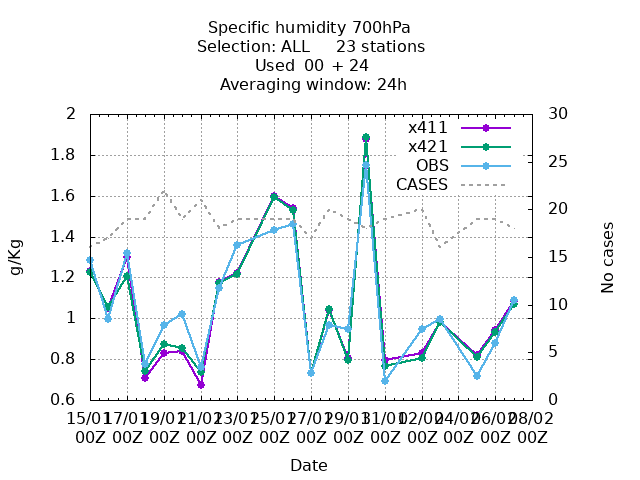 Specific humidity 700hPa
Selection: ALL 23 stations
Used 00 + 24
Averaging window: 24h
2
1.8
1.6
1.4
1.2
1
0.8
0.6
g/Kg
x411
x421
OBS
CASES
30
25
20
15
10
5
0
No cases
15/01 17/01 19/01 21/01 23/01 25/01 27/01 29/01 31/01 02/02 04/02 06/02 08/02
00Z 00Z 00Z 00Z 00Z 00Z 00Z 00Z 00Z 00Z 00Z 00Z 00Z
Date